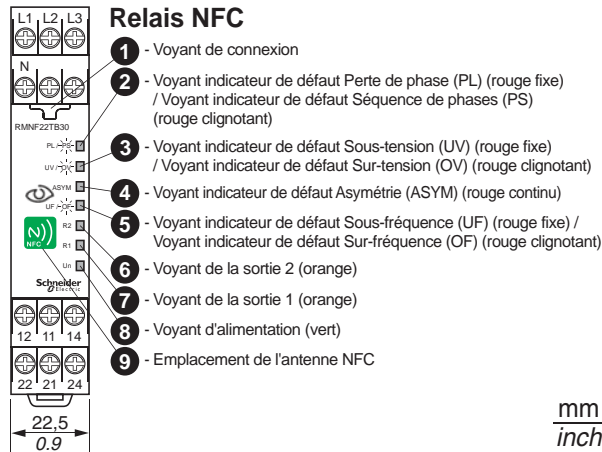 Relais NFC
L1 L2 L3
N
RMNF22TB30
PL / PS
UV / OV
ASYM
UF / OF
R2
R1
Un
NFC
Schneider
Electric
12 11 14
22 21 24
22,5
0.9
1 - Voyant de connexion
2 - Voyant indicateur de défaut Perte de phase (PL) (rouge fixe)
/ Voyant indicateur de défaut Séquence de phases (PS)
(rouge clignotant)
3 - Voyant indicateur de défaut Sous-tension (UV) (rouge fixe)
/ Voyant indicateur de défaut Sur-tension (OV) (rouge clignotant)
4 - Voyant indicateur de défaut Asymétrie (ASYM) (rouge continu)
5 - Voyant indicateur de défaut Sous-fréquence (UF) (rouge fixe) /
Voyant indicateur de défaut Sur-fréquence (OF) (rouge clignotant)
6 - Voyant de la sortie 2 (orange)
7 - Voyant de la sortie 1 (orange)
8 - Voyant d'alimentation (vert)
9 - Emplacement de l'antenne NFC
mm
inch